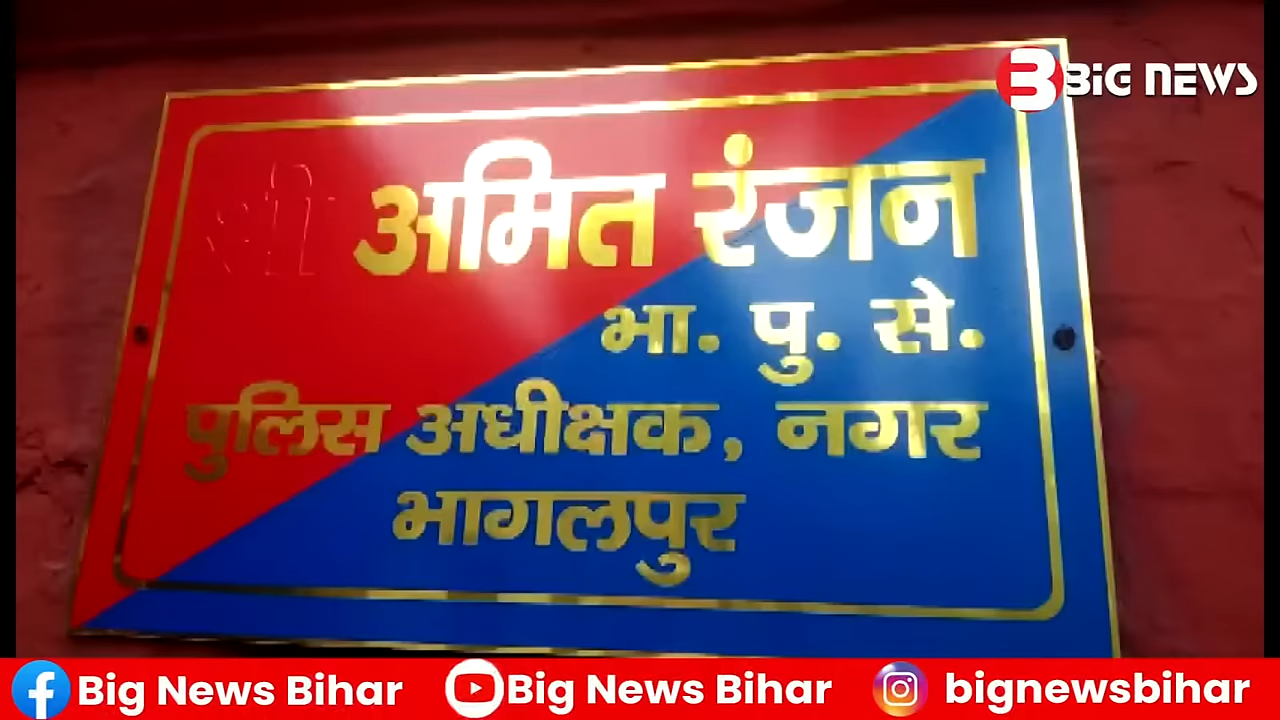 BIG NEWS
श्री अमित रंजन
भा. पु. से.
पुलिस अधीक्षक, नगर
भागलपुर
Big News Bihar Big News Bihar bignewsbihar